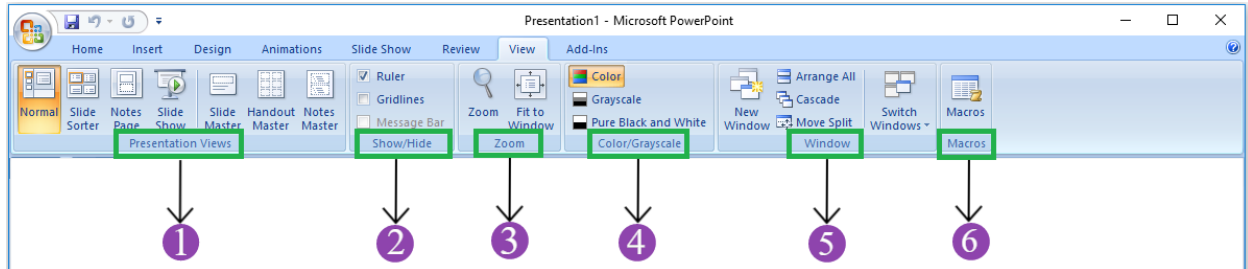 Presentation1 - Microsoft PowerPoint
Home Insert Design Animations Slide Show Review View Add-Ins
Normal
Slide Sorter
Notes Page
Slide Show
Slide Master
Handout Master
Notes Master
Presentation Views
Ruler
Gridlines
Message Bar
Show/Hide
Zoom
Fit to Window
Zoom
Color
Grayscale
Pure Black and White
Color/Grayscale
New Window
Arrange All
Cascade
Move Split
Switch Windows
Window
Macros
Macros
1 2 3 4 5 6